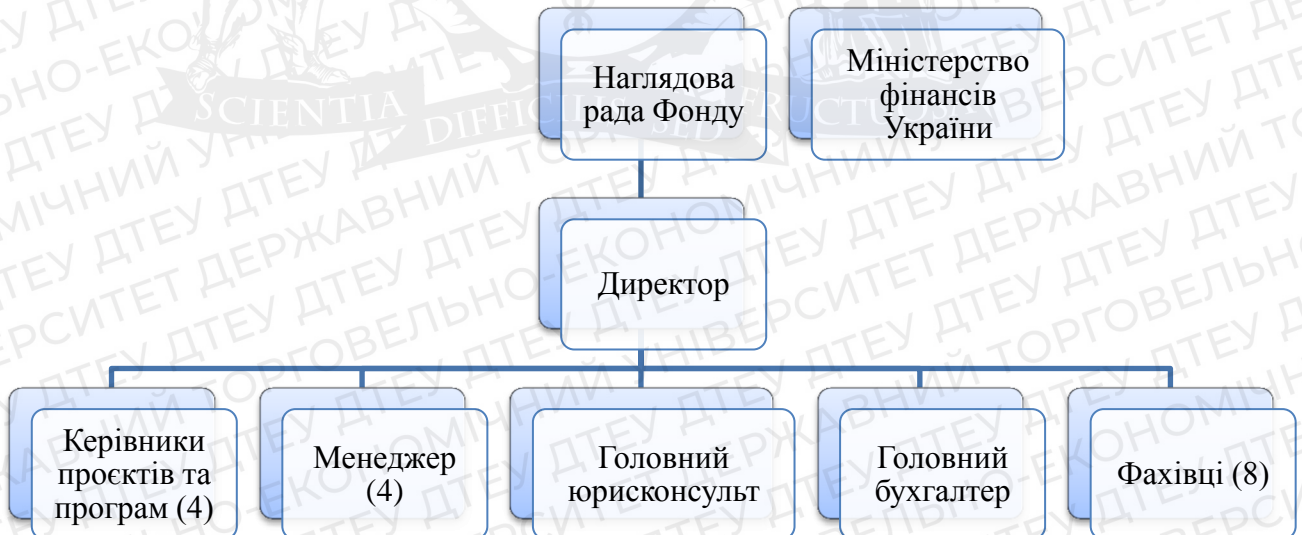 Наглядова
рада Фонду
Міністерство
фінансів
України
Директор
Керівники
проєктів та
програм (4)
Менеджер
(4)
Головний
юрисконсульт
Головний
бухгалтер
Фахівці (8)
SCIENTIA